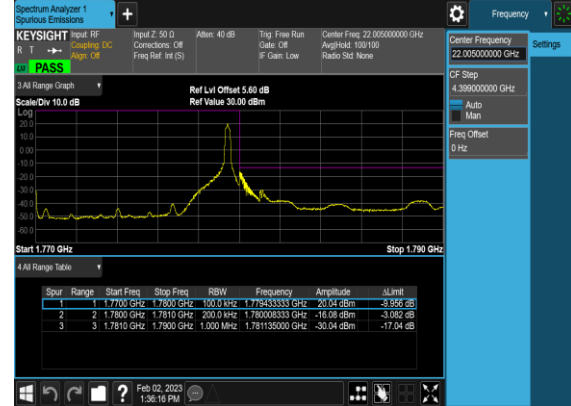 Spectrum Analyzer 1
Spurious Emissions
Frequency
KEYSIGHT Input: RF Input Z: 50 Ω Atten: 40 dB Trig: Free Run Center Freq: 22.005000000 GHz
R T Coupling: DC Corrections: Off Gate: Off Avg|Hold: 100/100
Align: Off Freq Ref: Int (S) IF Gain: Low Radio Std: None
PASS
Center Frequency
22.005000000 GHz
Settings
CF Step
4.399000000 GHz
Auto
Man
Freq Offset
0 Hz
3 All Range Graph
Ref Lvl Offset 5.60 dB
Scale/Div 10.0 dB Ref Value 30.00 dBm
Log
20.0
10.0
0.00
-10.0
-20.0
-30.0
-40.0
-50.0
-60.0
Start 1.770 GHz Stop 1.790 GHz
4 All Range Table
Spur Range Start Freq Stop Freq RBW Frequency Amplitude ΔLimit
1 1 1.7700 GHz 1.7800 GHz 100.0 kHz 1.779433333 GHz 20.04 dBm -9.956 dB
2 2 1.7800 GHz 1.7810 GHz 200.0 kHz 1.780008333 GHz -16.08 dBm -3.082 dB
3 3 1.7810 GHz 1.7900 GHz 1.000 MHz 1.781135000 GHz -30.04 dBm -17.04 dB
Feb 02, 2023
1:36:16 PM